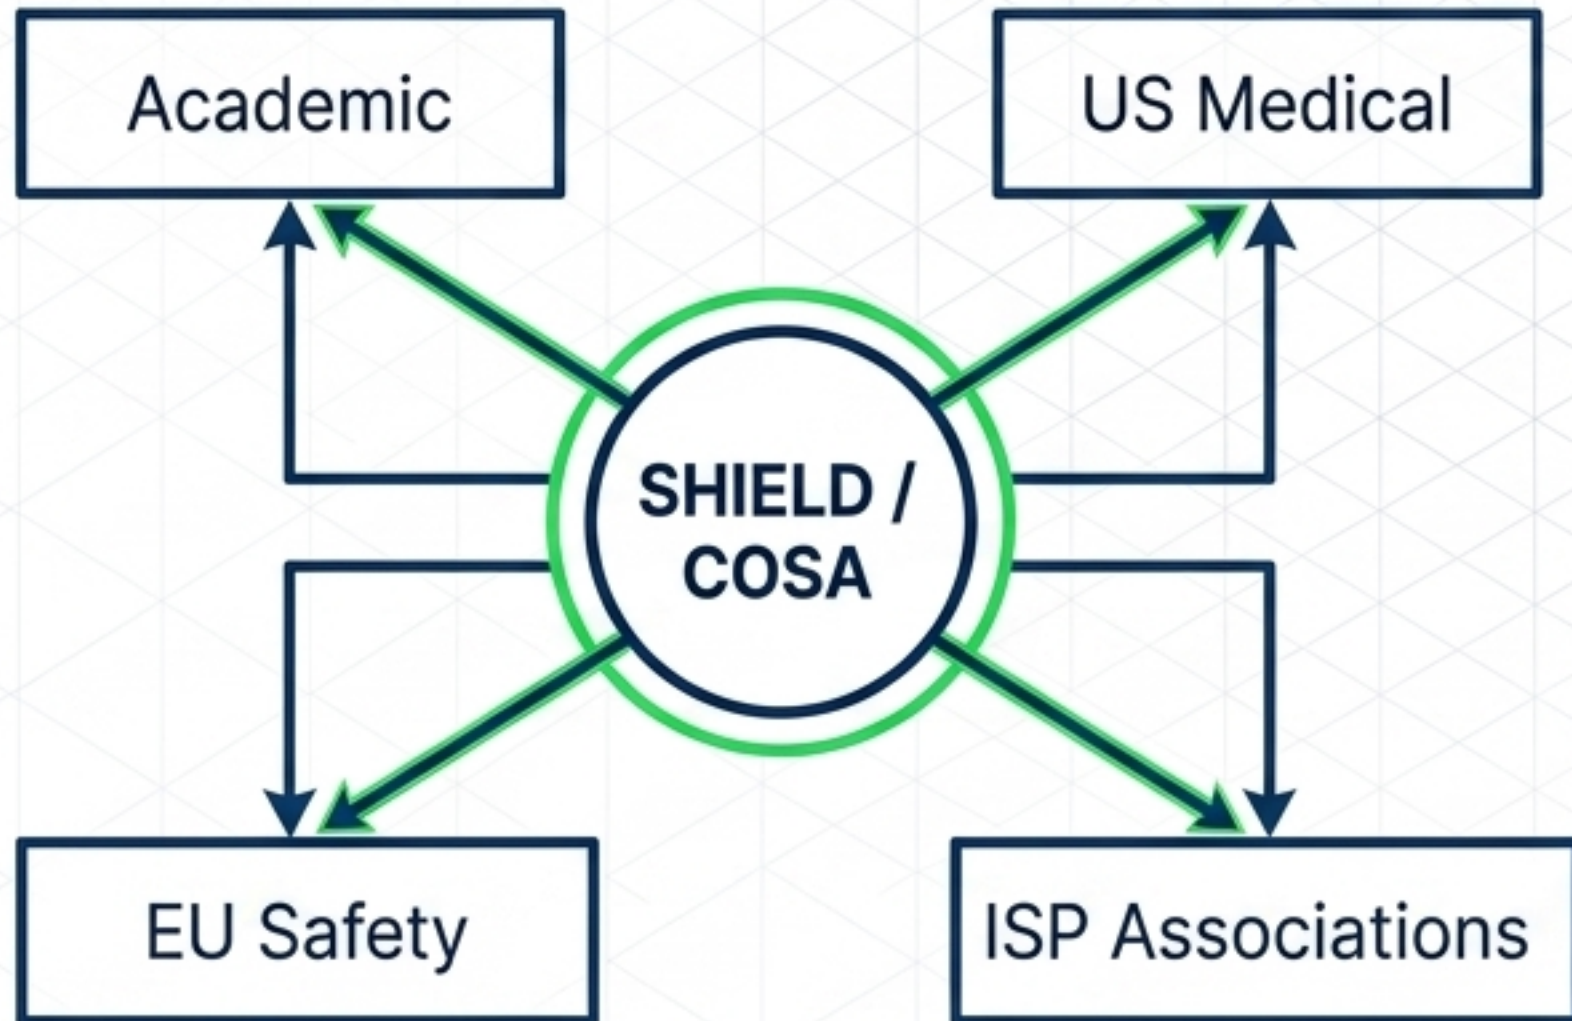 Academic
US Medical
SHIELD /
COSA
EU Safety
ISP Associations